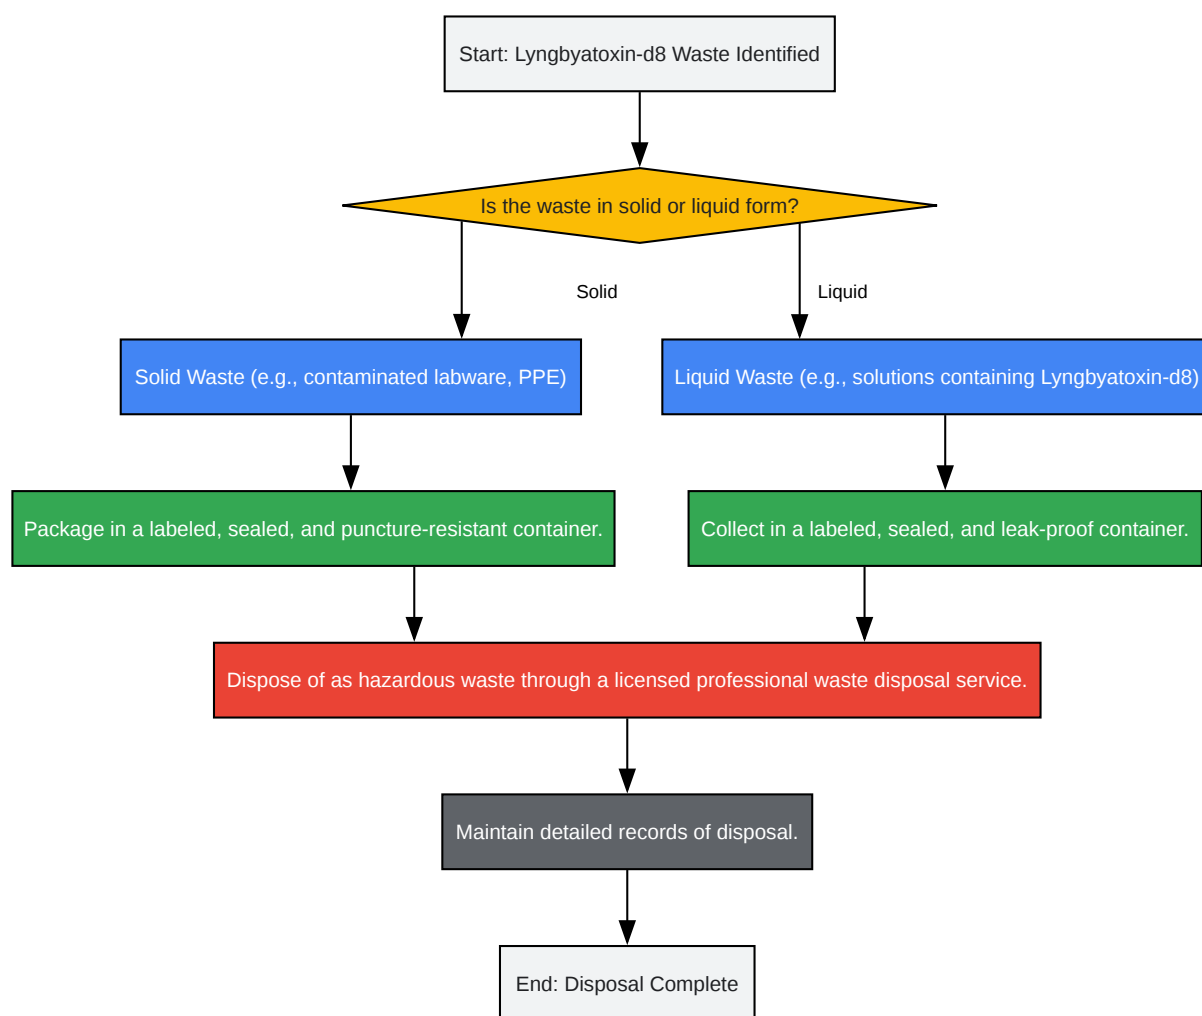 Start: Lyngbyatoxin-d8 Waste Identified
Is the waste in solid or liquid form?
Solid
Liquid
Solid Waste (e.g., contaminated labware, PPE)
Liquid Waste (e.g., solutions containing Lyngbyatoxin-d8)
Package in a labeled, sealed, and puncture-resistant container.
Collect in a labeled, sealed, and leak-proof container.
Dispose of as hazardous waste through a licensed professional waste disposal service.
Maintain detailed records of disposal.
End: Disposal Complete